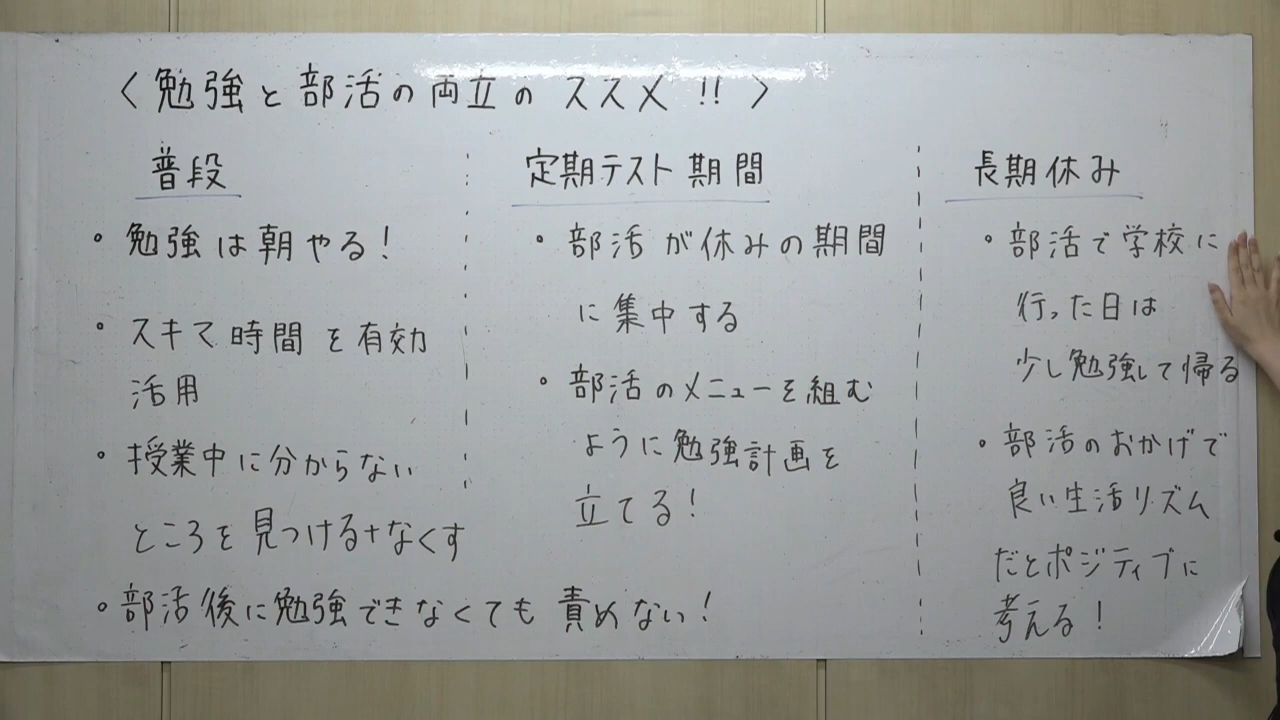 〈勉強と部活の両立のススメ!!〉
普段
・勉強は朝やる!
・スキマ時間を有効
活用
・授業中に分からない
ところを見つける+なくす
・部活後に勉強できなくても責めない!
定期テスト期間
・部活が休みの期間
に集中する
・部活のメニューを組む
ように勉強計画を
立てる!
長期休み
・部活で学校に
行った日は
少し勉強して帰る
・部活のおかげで
良い生活リズム
だとポジティブに
考える!